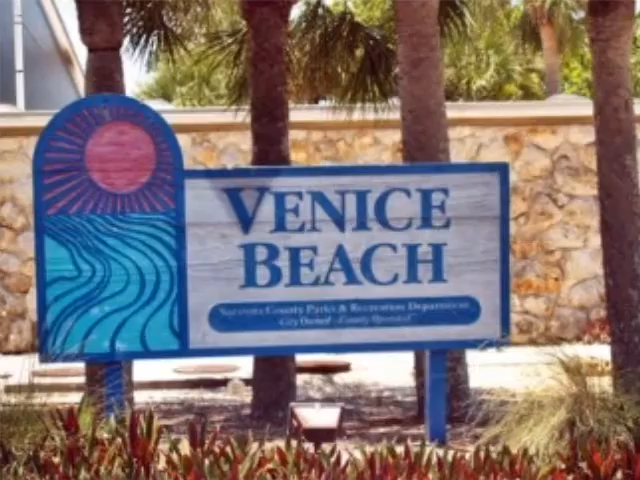 VENICE
BEACH
Sarasota County Parks & Recreation Department
City Owned - County Operated